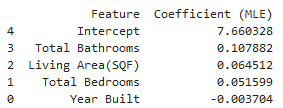 Feature Coefficient (MLE)
4 Intercept 7.660328
3 Total Bathrooms 0.107882
2 Living Area(SQF) 0.064512
1 Total Bedrooms 0.051599
0 Year Built -0.003704